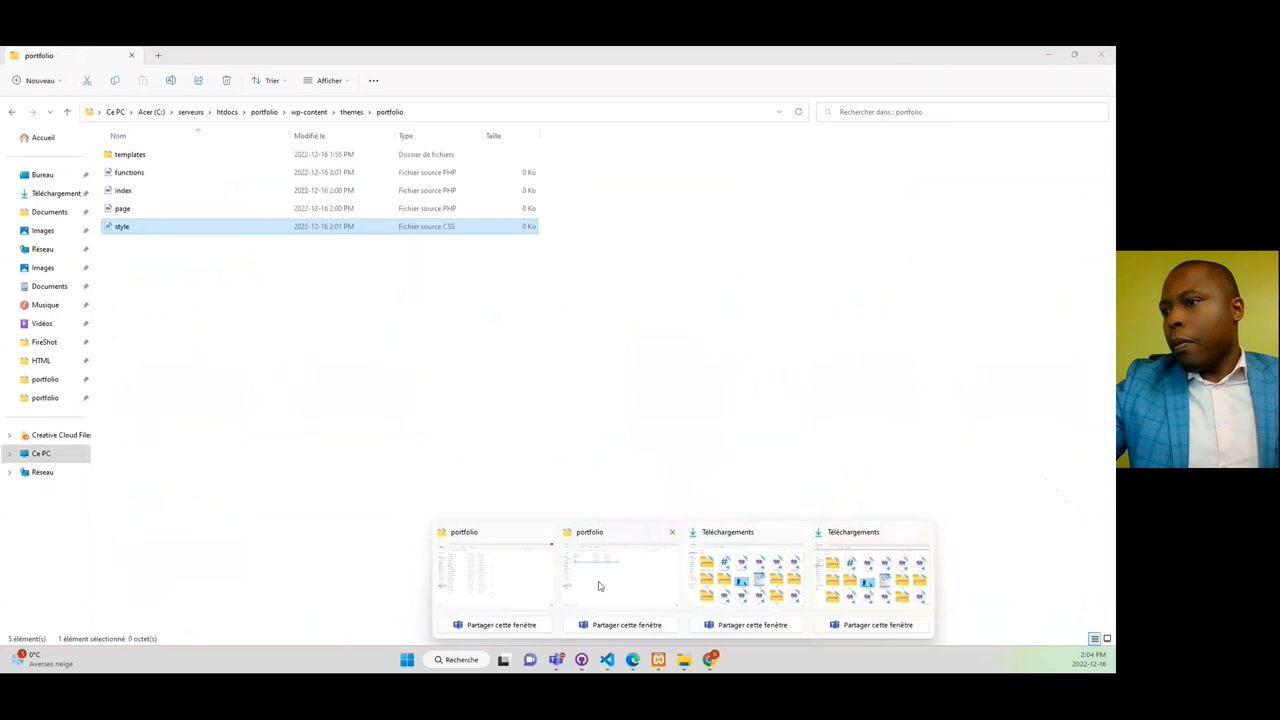 portfolio
Nouveau
Trier
Afficher
Ce PC > Acer (C:) > serveurs > htdocs > portfolio > wp-content > themes > portfolio
Rechercher dans : portfolio
Nom Modifié le Type Taille
templates 2022-12-16 1:58 PM Dossier de fichiers
functions 2022-12-16 2:01 PM Fichier source PHP 0 Ko
index 2022-12-16 2:00 PM Fichier source PHP 0 Ko
page 2022-12-16 2:00 PM Fichier source PHP 0 Ko
style 2022-12-16 2:01 PM Fichier source CSS 0 Ko
Accueil
Bureau
Téléchargement
Documents
Images
Réseau
Images
Documents
Musique
Vidéos
FireShot
HTML
portfolio
portfolio
Creative Cloud Files
Ce PC
Réseau
portfolio
portfolio
Téléchargements
Téléchargements
Partager cette fenêtre
Partager cette fenêtre
Partager cette fenêtre
Partager cette fenêtre
5 élément(s) 1 élément sélectionné 0 octet(s)
0°C
Averses neige
Recherche
2:04 PM
2022-12-16